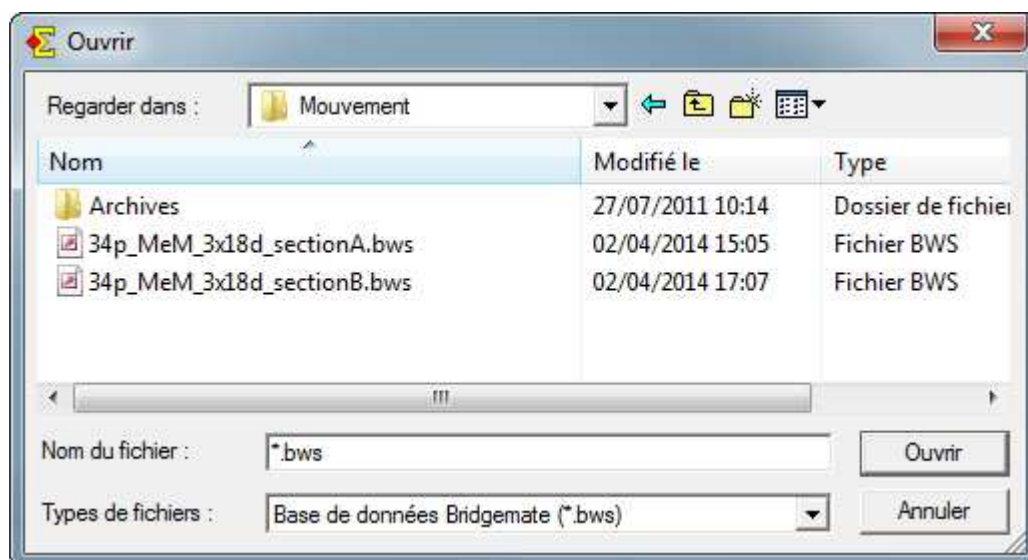 Ouvrir
Regarder dans : Mouvement
Nom Modifié le Type
Archives 27/07/2011 10:14 Dossier de fichier
34p_MeM_3x18d_sectionA.bws 02/04/2014 15:05 Fichier BWS
34p_MeM_3x18d_sectionB.bws 02/04/2014 17:07 Fichier BWS
Nom du fichier : *.bws Ouvrir
Types de fichiers : Base de données Bridgemate (*.bws) Annuler